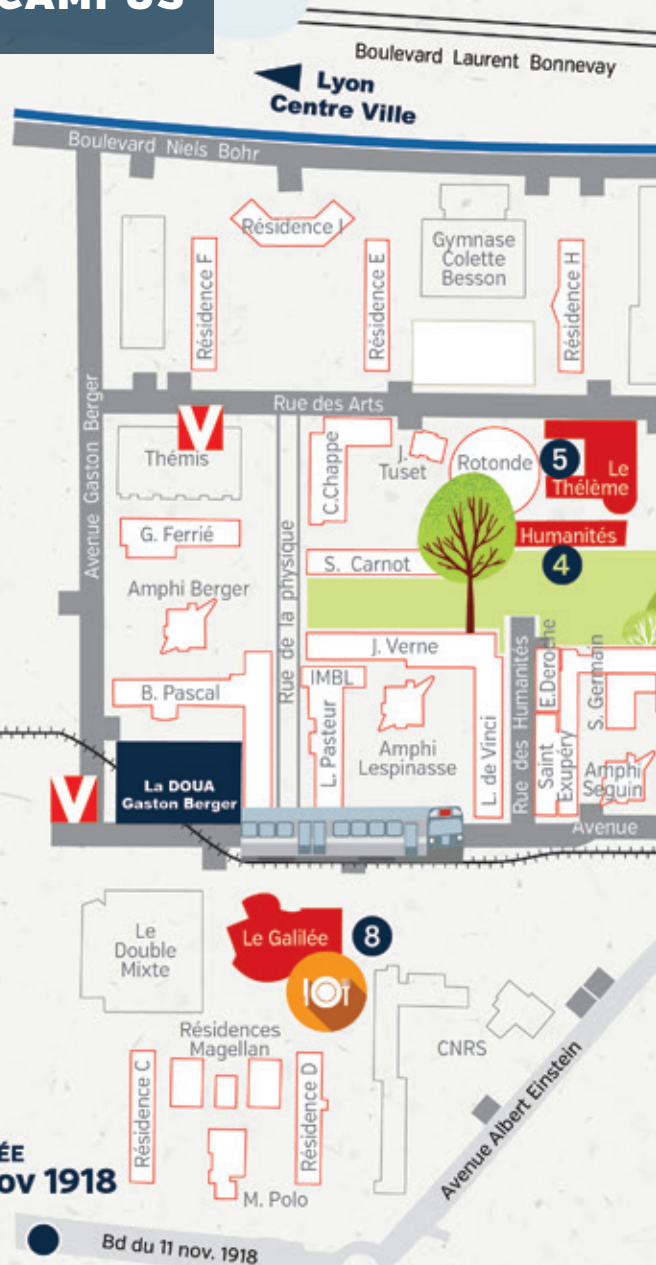 CAMPUS
Boulevard Laurent Bonnevay
Lyon
Centre Ville
Boulevard Niels Bohr
Résidence I
Résidence F
Résidence E
Gymnase
Colette
Besson
Résidence H
Avenue Gaston Berger
Rue des Arts
V
Thémis
C.Chappe
J.
Tuset
Rotonde
5
Le
Thélème
G. Ferrié
Humanités
4
S. Carnot
Amphi Berger
Rue de la physique
J. Verne
B. Pascal
IMBL
L. Pasteur
Amphi
Lespinasse
L. de Vinci
Rue des Humanités
E.Deroche
Saint
Exupéry
S. Germain
Amphi
Seguin
V
La DOUA
Gaston Berger
Avenue
Le
Double
Mixte
Le Galilée
8
Résidences
Magellan
CNRS
Résidence C
Résidence D
Avenue Albert Einstein
ÉE
ov 1918
M. Polo
Bd du 11 nov. 1918